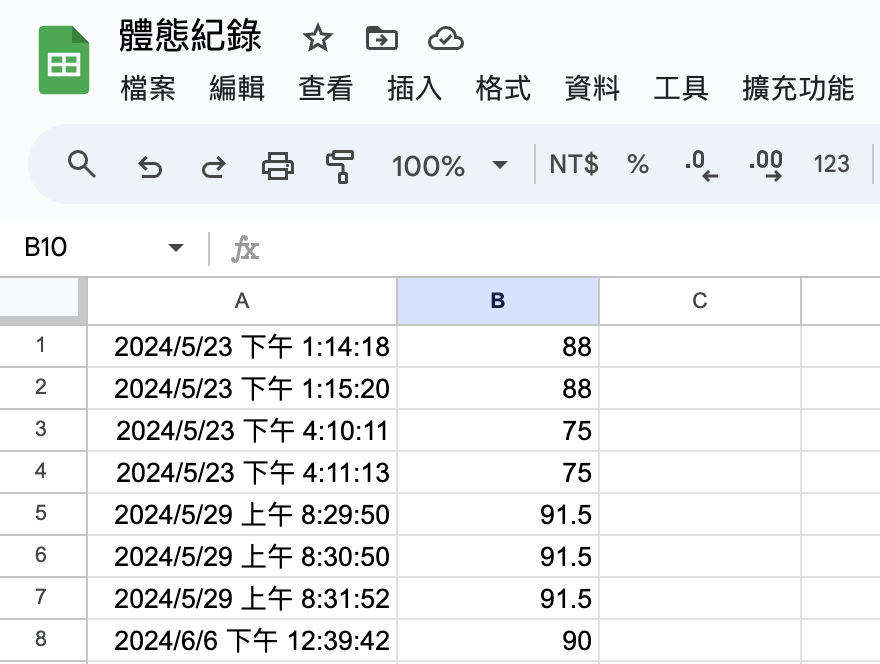 體態紀錄
檔案 編輯 查看 插入 格式 資料 工具 擴充功能
100% NT$ % .0 .00 123
B10 fx
A B C
1 2024/5/23 下午 1:14:18 88
2 2024/5/23 下午 1:15:20 88
3 2024/5/23 下午 4:10:11 75
4 2024/5/23 下午 4:11:13 75
5 2024/5/29 上午 8:29:50 91.5
6 2024/5/29 上午 8:30:50 91.5
7 2024/5/29 上午 8:31:52 91.5
8 2024/6/6 下午 12:39:42 90